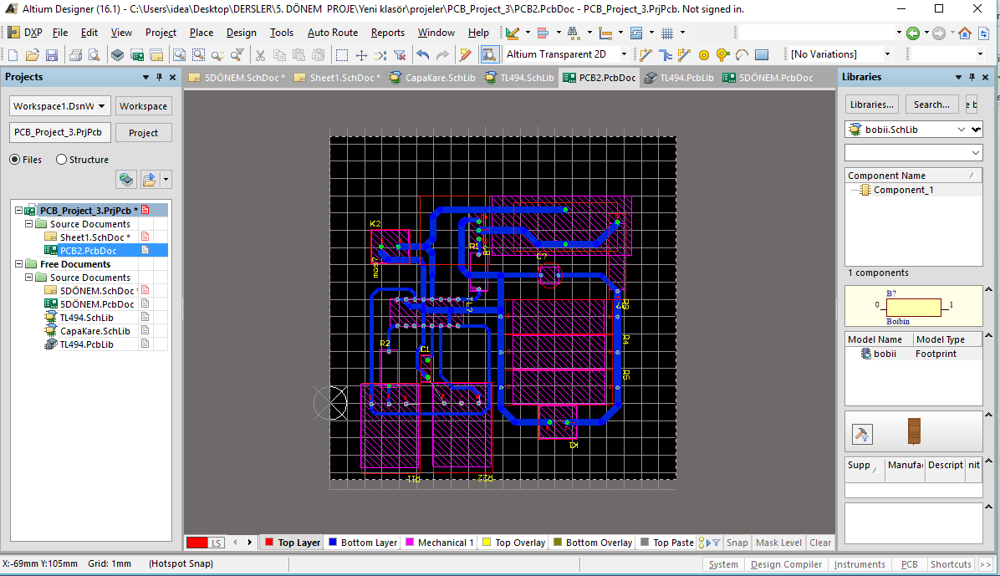 Altium Designer (16.1) - C:\Users\idea\Desktop\DERSLER\5. DÖNEM PROJE\Yeni klasör\projeler\PCB_Project_3\PCB2.PcbDoc - PCB_Project_3.PrjPcb. Not signed in.
DXP File Edit View Project Place Design Tools Auto Route Reports Window Help
Altium Transparent 2D [No Variations]
Projects
5DÖNEM.SchDoc * Sheet1.SchDoc * CapaKare.SchLib TL494.SchLib PCB2.PcbDoc TL494.PcbLib 5DÖNEM.PcbDoc
Libraries
Workspace1.DsnW Workspace
PCB_Project_3.PrjPcb Project
Files Structure
PCB_Project_3.PrjPcb *
Source Documents
Sheet1.SchDoc *
PCB2.PcbDoc
Free Documents
Source Documents
5DÖNEM.SchDoc *
5DÖNEM.PcbDoc
TL494.SchLib
CapaKare.SchLib
TL494.PcbLib
K2
R1
C?
TL?
R3
R4
R5
R2
C1
K1
R11
R22
Libraries... Search... e b
bobii.SchLib
Component Name
Component_1
1 components
B?
0 1
Boibin
Model Name Model Type
bobii Footprint
Supp Manufac Descript nit
LS Top Layer Bottom Layer Mechanical 1 Top Overlay Bottom Overlay Top Paste Snap Mask Level Clear
X:-69mm Y:105mm Grid: 1mm (Hotspot Snap)
System Design Compiler Instruments PCB Shortcuts >>